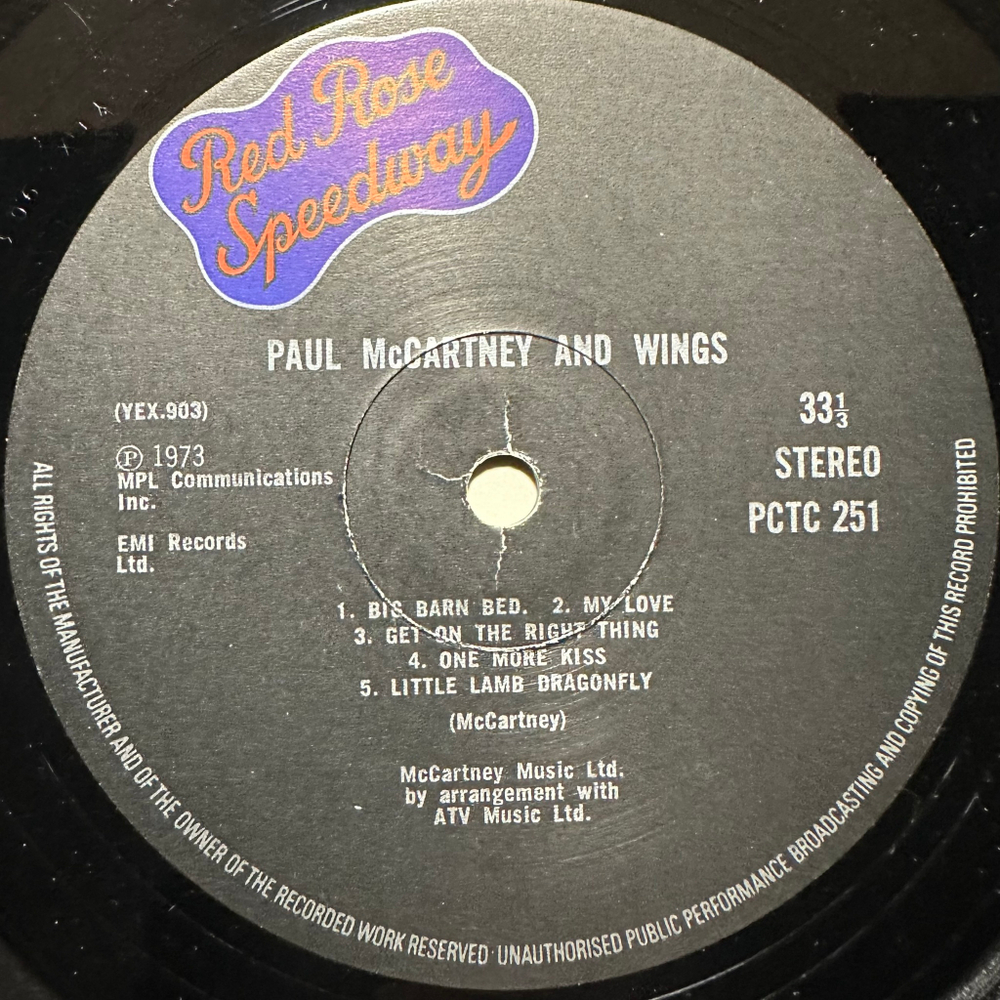 Red Rose
Speedway
PAUL McCARTNEY AND WINGS
(YEX.903)
33⅓
Ⓟ 1973
MPL Communications
Inc.
STEREO
EMI Records
Ltd.
PCTC 251
1. BIG BARN BED. 2. MY LOVE
3. GET ON THE RIGHT THING
4. ONE MORE KISS
5. LITTLE LAMB DRAGONFLY
(McCartney)
McCartney Music Ltd.
by arrangement with
ATV Music Ltd.
ALL RIGHTS OF THE MANUFACTURER AND OF THE OWNER OF THE RECORDED WORK RESERVED · UNAUTHORISED PUBLIC PERFORMANCE BROADCASTING AND COPYING OF THIS RECORD PROHIBITED